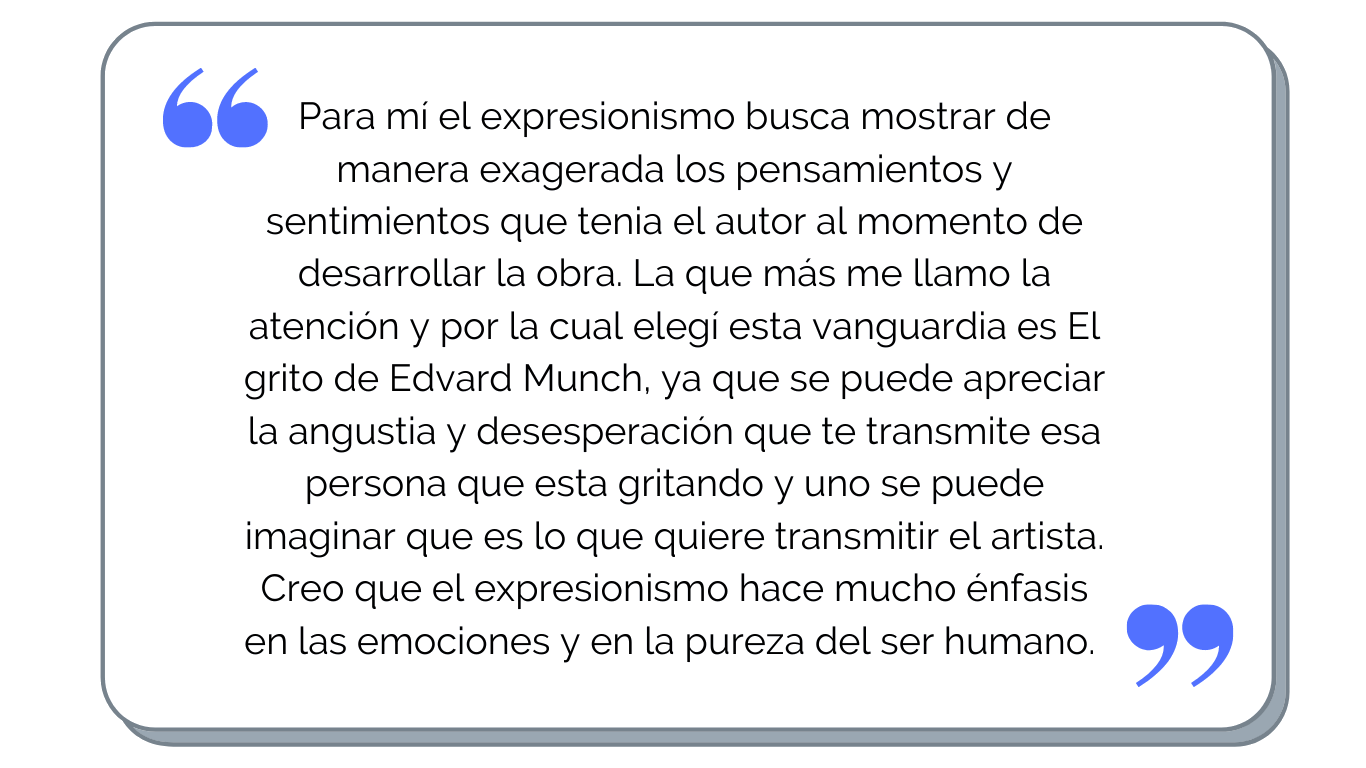 Para mí el expresionismo busca mostrar de
manera exagerada los pensamientos y
sentimientos que tenia el autor al momento de
desarrollar la obra. La que más me llamo la
atención y por la cual elegí esta vanguardia es El
grito de Edvard Munch, ya que se puede apreciar
la angustia y desesperación que te transmite esa
persona que esta gritando y uno se puede
imaginar que es lo que quiere transmitir el artista.
Creo que el expresionismo hace mucho énfasis
en las emociones y en la pureza del ser humano.